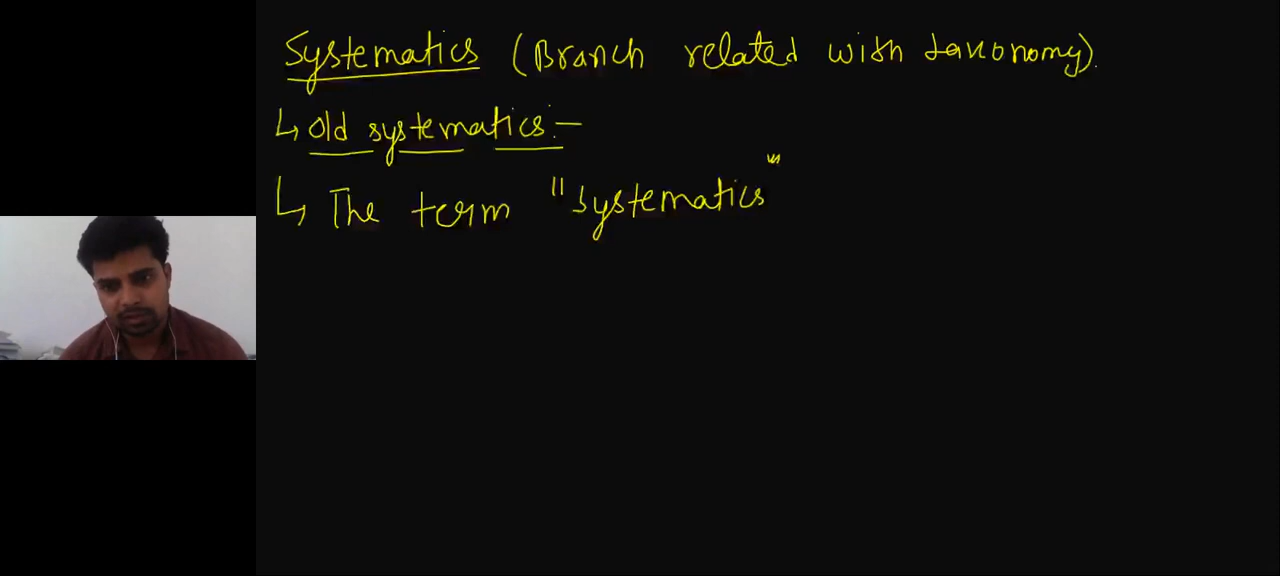 Systematics (Branch related with taxonomy).
↳ Old systematics:-
↳ The term "systematics"